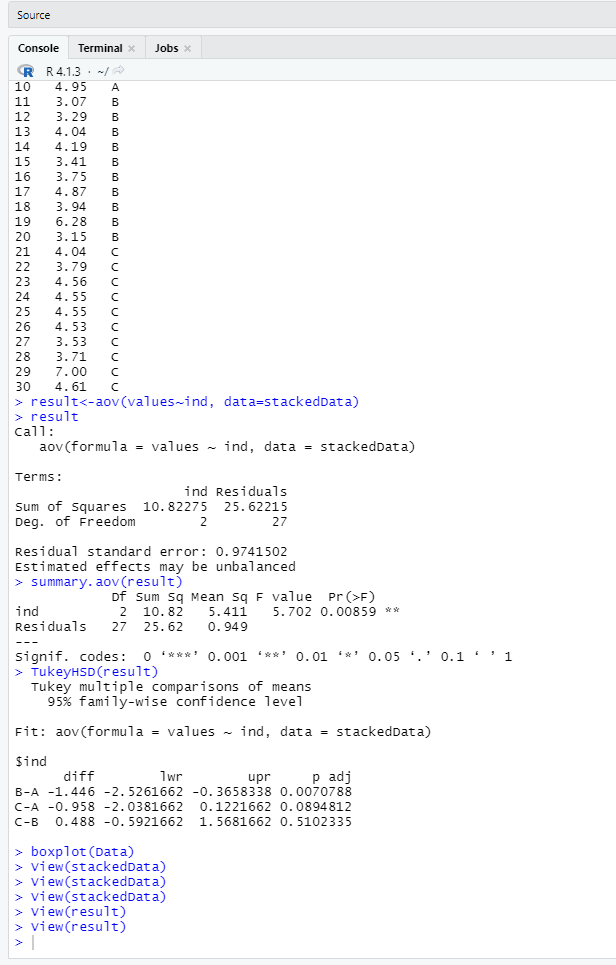 Source
Console Terminal × Jobs ×
R R 4.1.3 · ~/
10 4.95 A
11 3.07 B
12 3.29 B
13 4.04 B
14 4.19 B
15 3.41 B
16 3.75 B
17 4.87 B
18 3.94 B
19 6.28 B
20 3.15 B
21 4.04 C
22 3.79 C
23 4.56 C
24 4.55 C
25 4.55 C
26 4.53 C
27 3.53 C
28 3.71 C
29 7.00 C
30 4.61 C
> result<-aov(values~ind, data=stackedData)
> result
Call:
   aov(formula = values ~ ind, data = stackedData)

Terms:
                     ind Residuals
Sum of Squares  10.82275  25.62215
Deg. of Freedom        2        27

Residual standard error: 0.9741502
Estimated effects may be unbalanced
> summary.aov(result)
            Df Sum Sq Mean Sq F value  Pr(>F)
ind          2  10.82   5.411   5.702 0.00859 **
Residuals   27  25.62   0.949
---
Signif. codes:  0 ‘***’ 0.001 ‘**’ 0.01 ‘*’ 0.05 ‘.’ 0.1 ‘ ’ 1
> TukeyHSD(result)
  Tukey multiple comparisons of means
    95% family-wise confidence level

Fit: aov(formula = values ~ ind, data = stackedData)

$ind
      diff        lwr        upr     p adj
B-A -1.446 -2.5261662 -0.3658338 0.0070788
C-A -0.958 -2.0381662  0.1221662 0.0894812
C-B  0.488 -0.5921662  1.5681662 0.5102335

> boxplot(Data)
> View(stackedData)
> View(stackedData)
> View(stackedData)
> View(result)
> View(result)
>